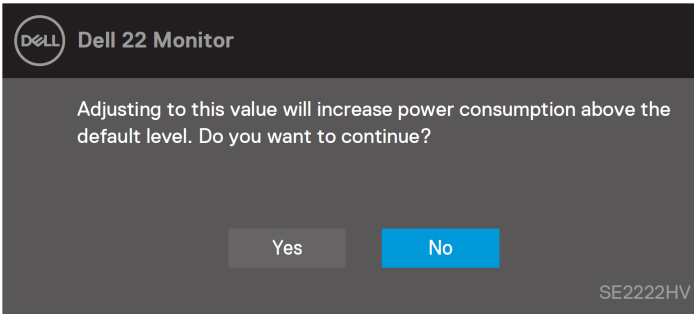 DELL Dell 22 Monitor
Adjusting to this value will increase power consumption above the
default level. Do you want to continue?
Yes No
SE2222HV